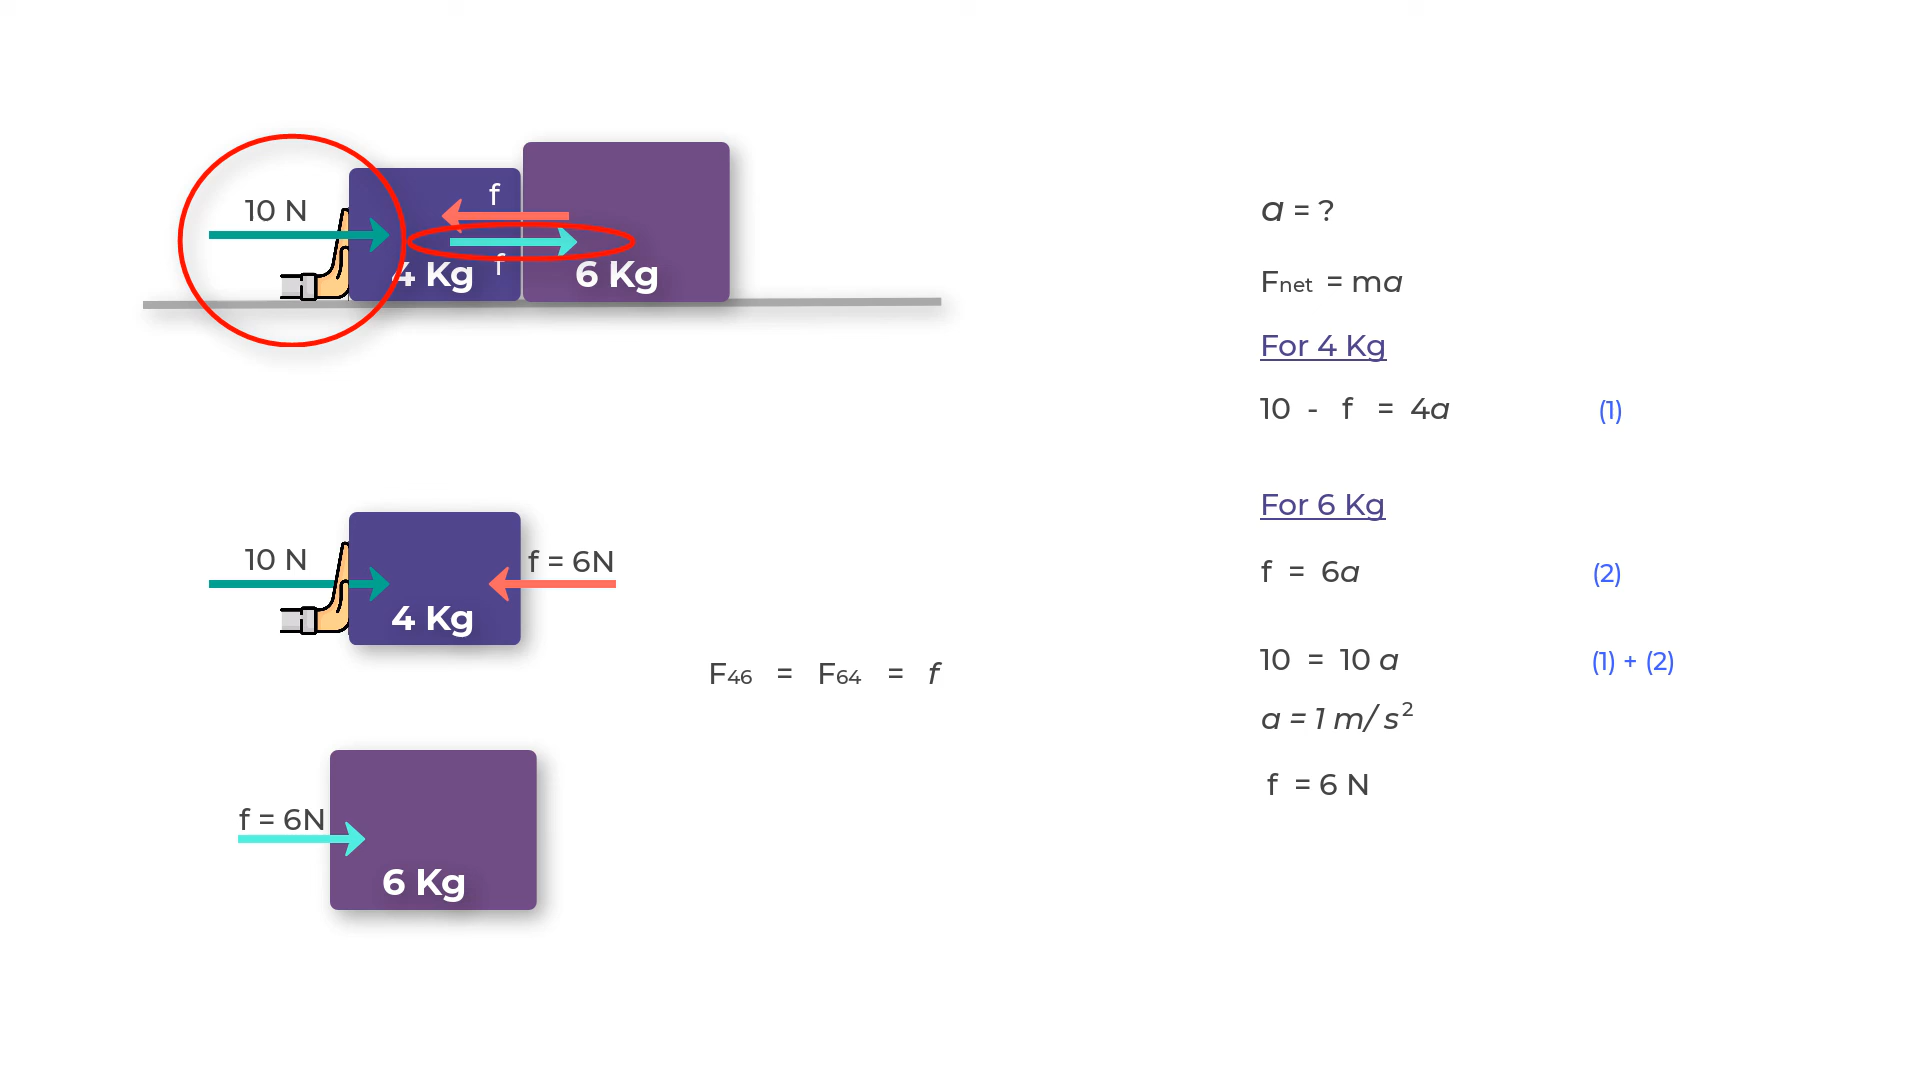 10 N
f
f
4 Kg
6 Kg
10 N
f = 6N
4 Kg
F46 = F64 = f
f = 6N
6 Kg
a = ?
Fnet = ma
For 4 Kg
10 - f = 4a (1)
For 6 Kg
f = 6a (2)
10 = 10 a (1) + (2)
a = 1 m/ s²
f = 6 N